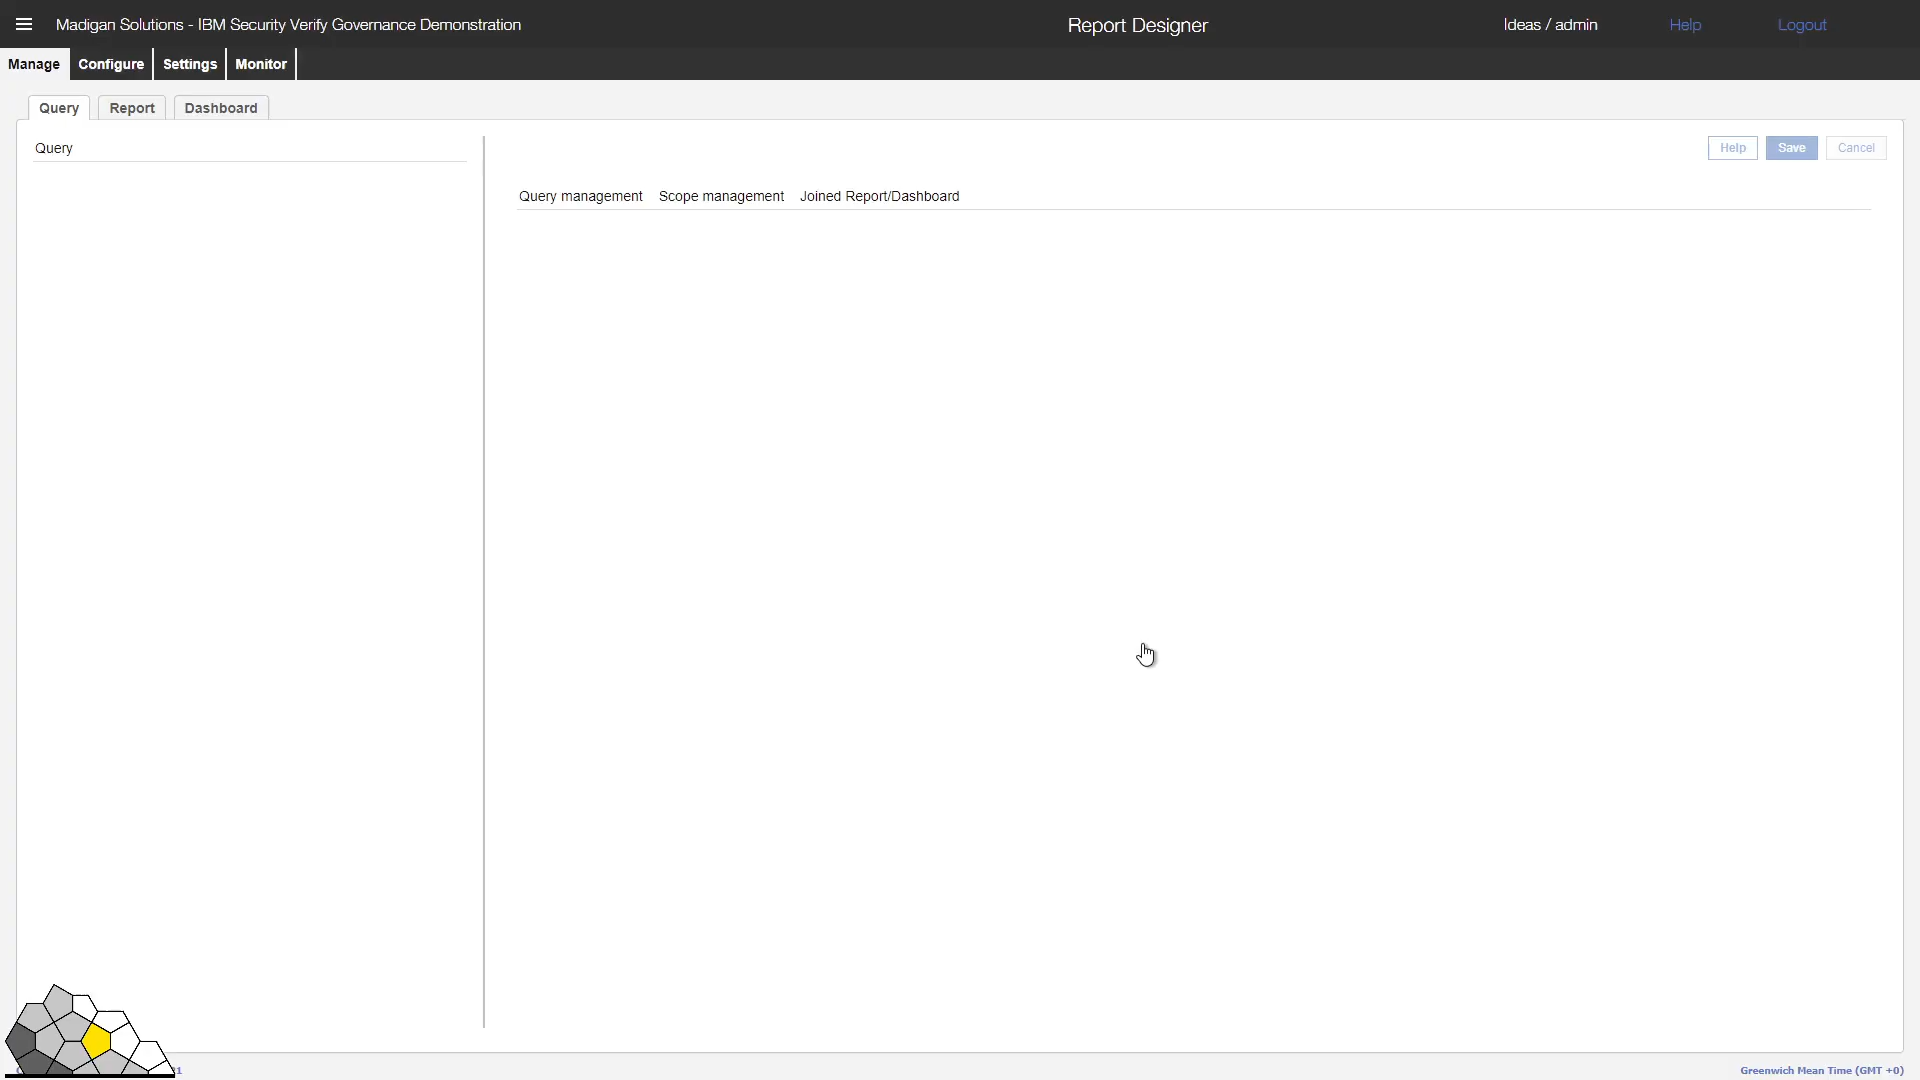 Madigan Solutions - IBM Security Verify Governance Demonstration
Report Designer
Ideas / admin
Help
Logout
Manage
Configure
Settings
Monitor
Query
Report
Dashboard
Query
Help
Save
Cancel
Query management
Scope management
Joined Report/Dashboard
Greenwich Mean Time (GMT +0)